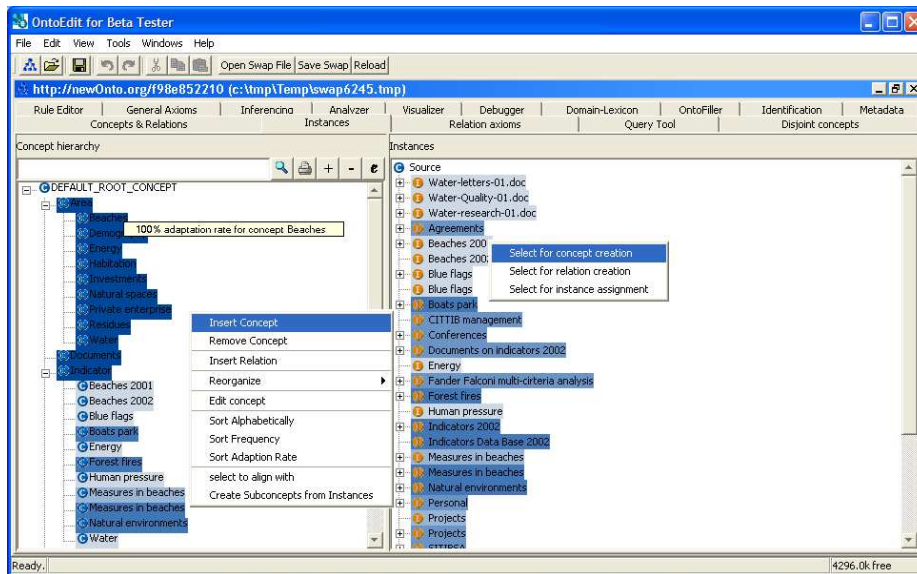 OntoEdit for Beta Tester
File Edit View Tools Windows Help
Open Swap File Save Swap Reload
http://newOnto.org/f98e852210 (c:\tmp\Temp\swap6245.tmp)
Rule Editor General Axioms Inferencing Analyzer Visualizer Debugger Domain-Lexicon OntoFiller Identification Metadata
Concepts & Relations Instances Relation axioms Query Tool Disjoint concepts
Concept hierarchy
+ - e
DEFAULT_ROOT_CONCEPT
Area
Beaches
100% adaptation rate for concept Beaches
Energy
Habitation
Investments
Natural spaces
Private enterprise
Residues
Water
Documents
Indicator
Beaches 2001
Beaches 2002
Blue flags
Boats park
Energy
Forest fires
Human pressure
Measures in beaches
Measures in beaches
Natural environments
Water
Insert Concept
Remove Concept
Insert Relation
Reorganize
Edit concept
Sort Alphabetically
Sort Frequency
Sort Adaption Rate
select to align with
Create Subconcepts from Instances
Instances
Source
Water-letters-01.doc
Water-Quality-01.doc
Water-research-01.doc
Agreements
Beaches 200
Beaches 200
Blue flags
Blue flags
Boats park
CITTIB management
Conferences
Documents on indicators 2002
Energy
Fander Falconi multi-cirteria analysis
Forest fires
Human pressure
Indicators 2002
Indicators Data Base 2002
Measures in beaches
Measures in beaches
Natural environments
Personal
Projects
Projects
Select for concept creation
Select for relation creation
Select for instance assignment
Ready.
4296.0k free